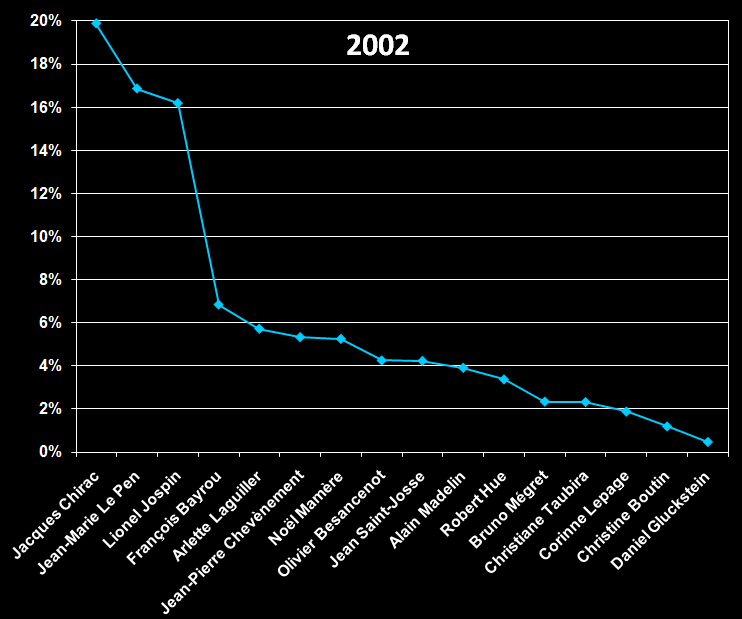 2002
20%
18%
16%
14%
12%
10%
8%
6%
4%
2%
0%
Jacques Chirac
Jean-Marie Le Pen
Lionel Jospin
François Bayrou
Arlette Laguiller
Jean-Pierre Chevènement
Noël Mamère
Olivier Besancenot
Jean Saint-Josse
Alain Madelin
Robert Hue
Bruno Mégret
Christiane Taubira
Corinne Lepage
Christine Boutin
Daniel Gluckstein